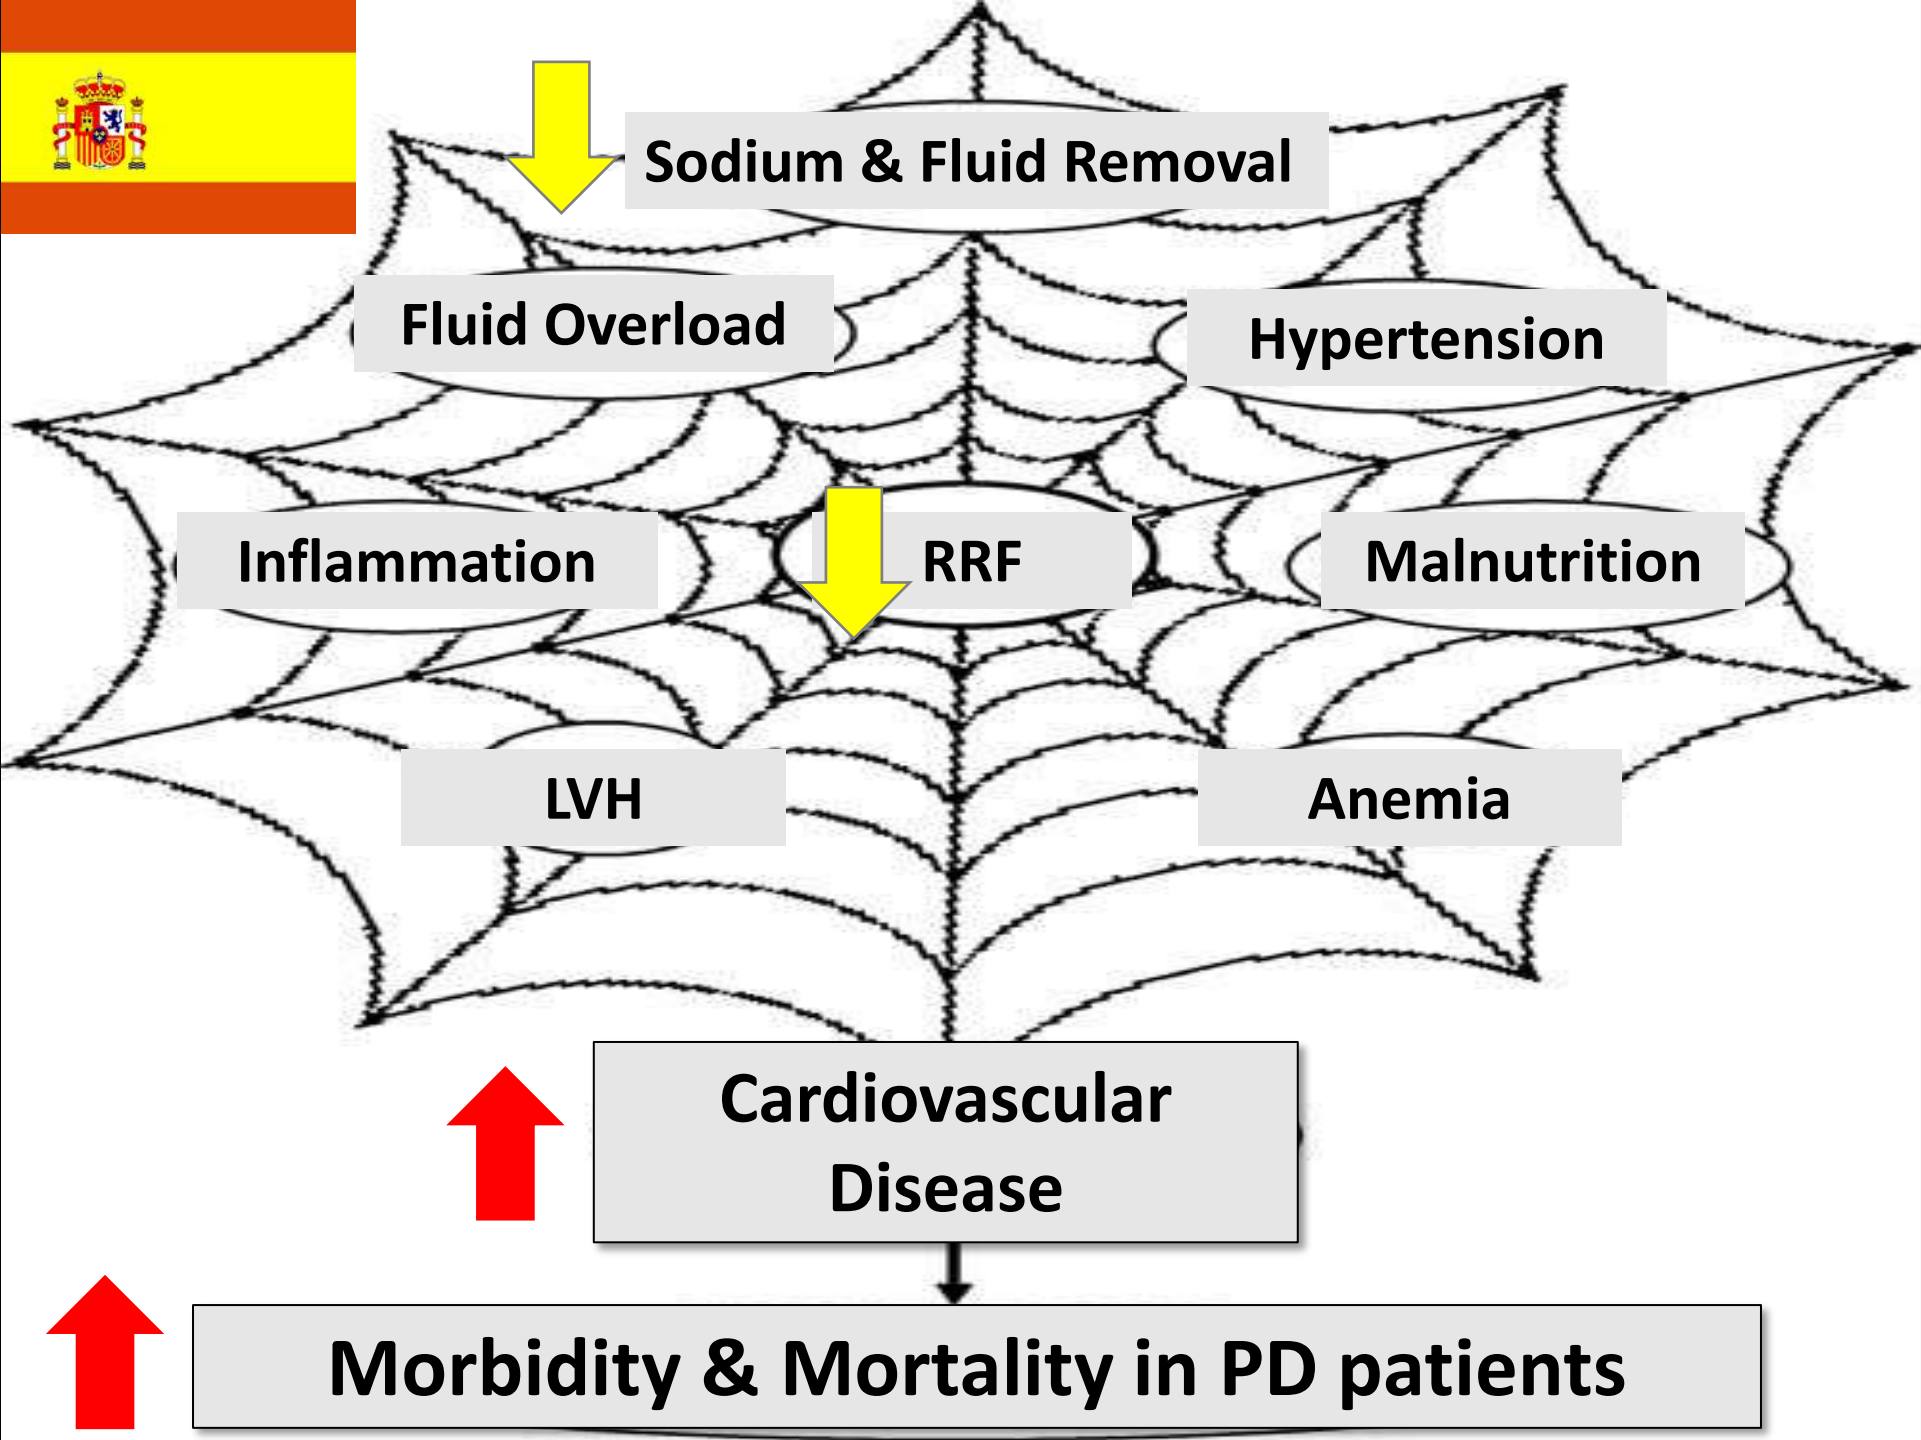 Sodium & Fluid Removal
Fluid Overload
Hypertension
Inflammation
RRF
Malnutrition
LVH
Anemia
Cardiovascular
Disease
Morbidity & Mortality in PD patients